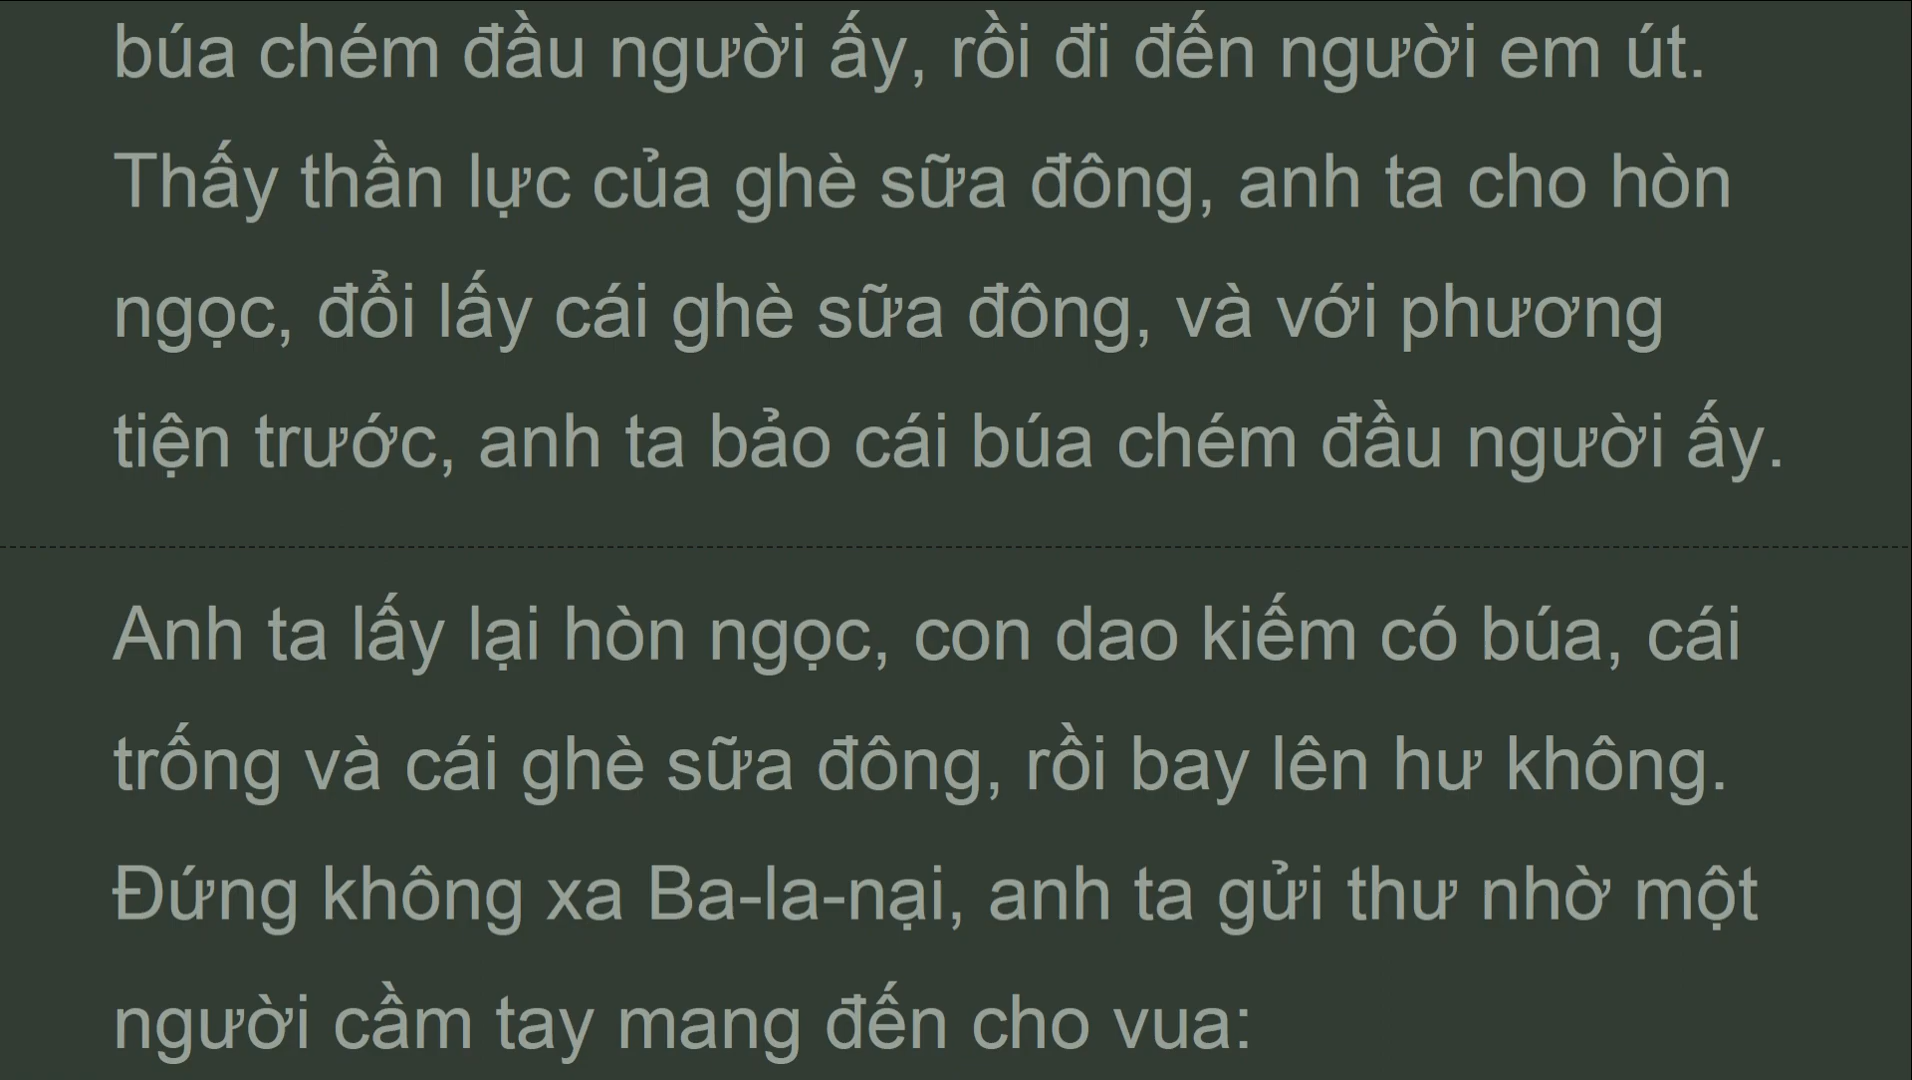 búa chém đầu người ấy, rồi đi đến người em út.
Thấy thần lực của ghè sữa đông, anh ta cho hòn
ngọc, đổi lấy cái ghè sữa đông, và với phương
tiện trước, anh ta bảo cái búa chém đầu người ấy.
Anh ta lấy lại hòn ngọc, con dao kiếm có búa, cái
trống và cái ghè sữa đông, rồi bay lên hư không.
Đứng không xa Ba-la-nại, anh ta gửi thư nhờ một
người cầm tay mang đến cho vua: